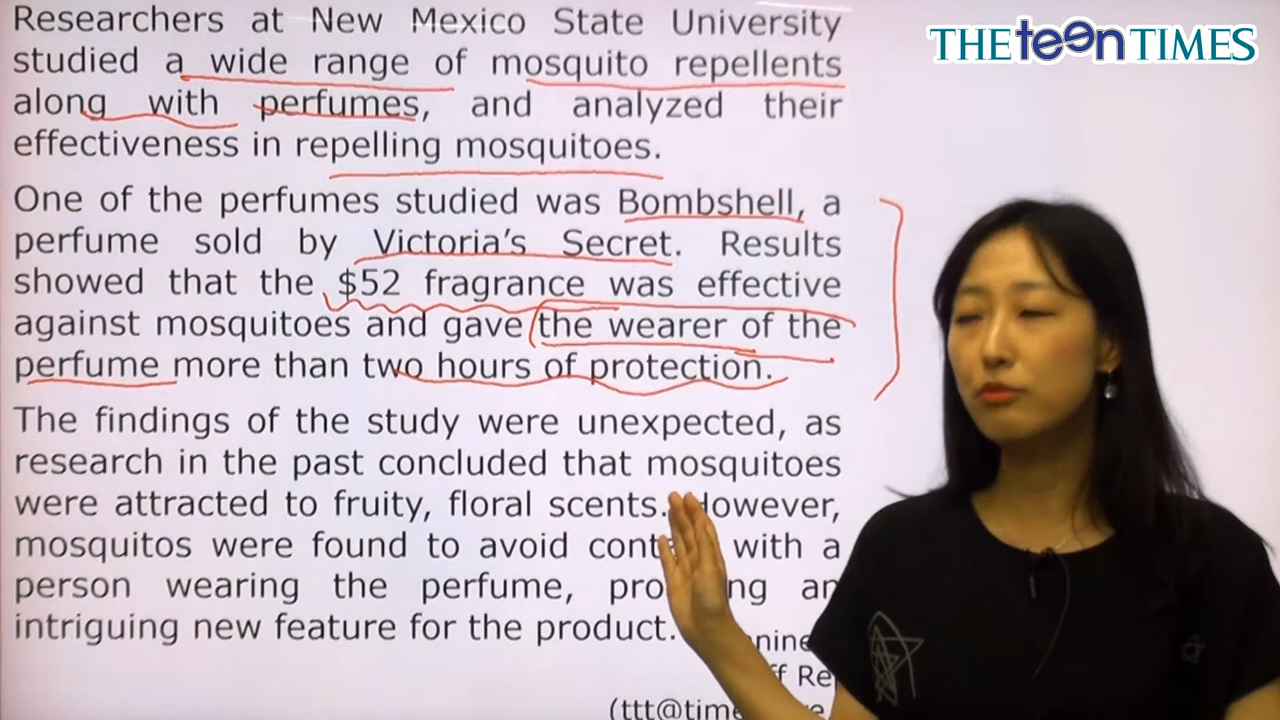 THE teen TIMES
Researchers at New Mexico State University
studied a wide range of mosquito repellents
along with perfumes, and analyzed their
effectiveness in repelling mosquitoes.
One of the perfumes studied was Bombshell, a
perfume sold by Victoria's Secret. Results
showed that the $52 fragrance was effective
against mosquitoes and gave the wearer of the
perfume more than two hours of protection.
The findings of the study were unexpected, as
research in the past concluded that mosquitoes
were attracted to fruity, floral scents. However,
mosquitos were found to avoid with a
person wearing the perfume, an
intriguing new feature for the product.